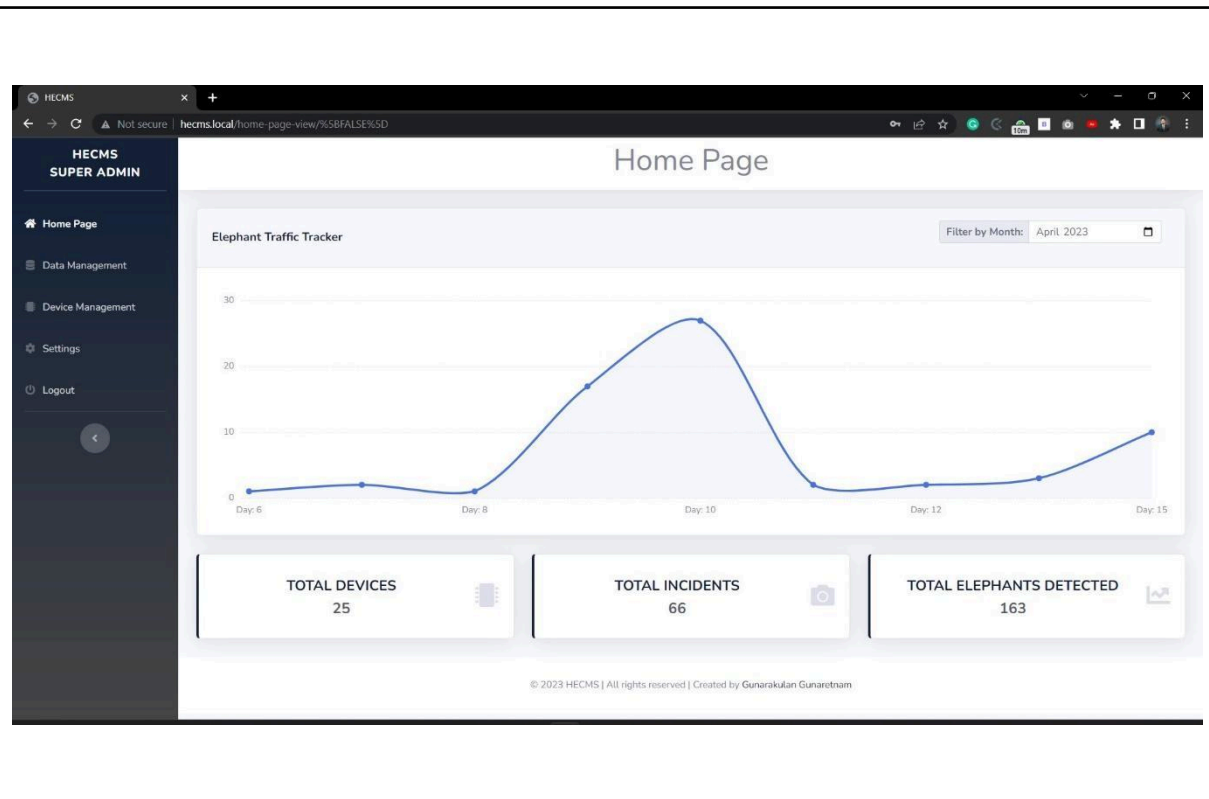 HECMS
Not secure | hecms.local/home-page-view/%5BFALSE%5D
10m
HECMS
SUPER ADMIN
Home Page
Data Management
Device Management
Settings
Logout
Home Page
Elephant Traffic Tracker
Filter by Month: April 2023
30
20
10
0
Day: 6
Day: 8
Day: 10
Day: 12
Day: 15
TOTAL DEVICES
25
TOTAL INCIDENTS
66
TOTAL ELEPHANTS DETECTED
163
© 2023 HECMS | All rights reserved | Created by Gunarakulan Gunaretnam